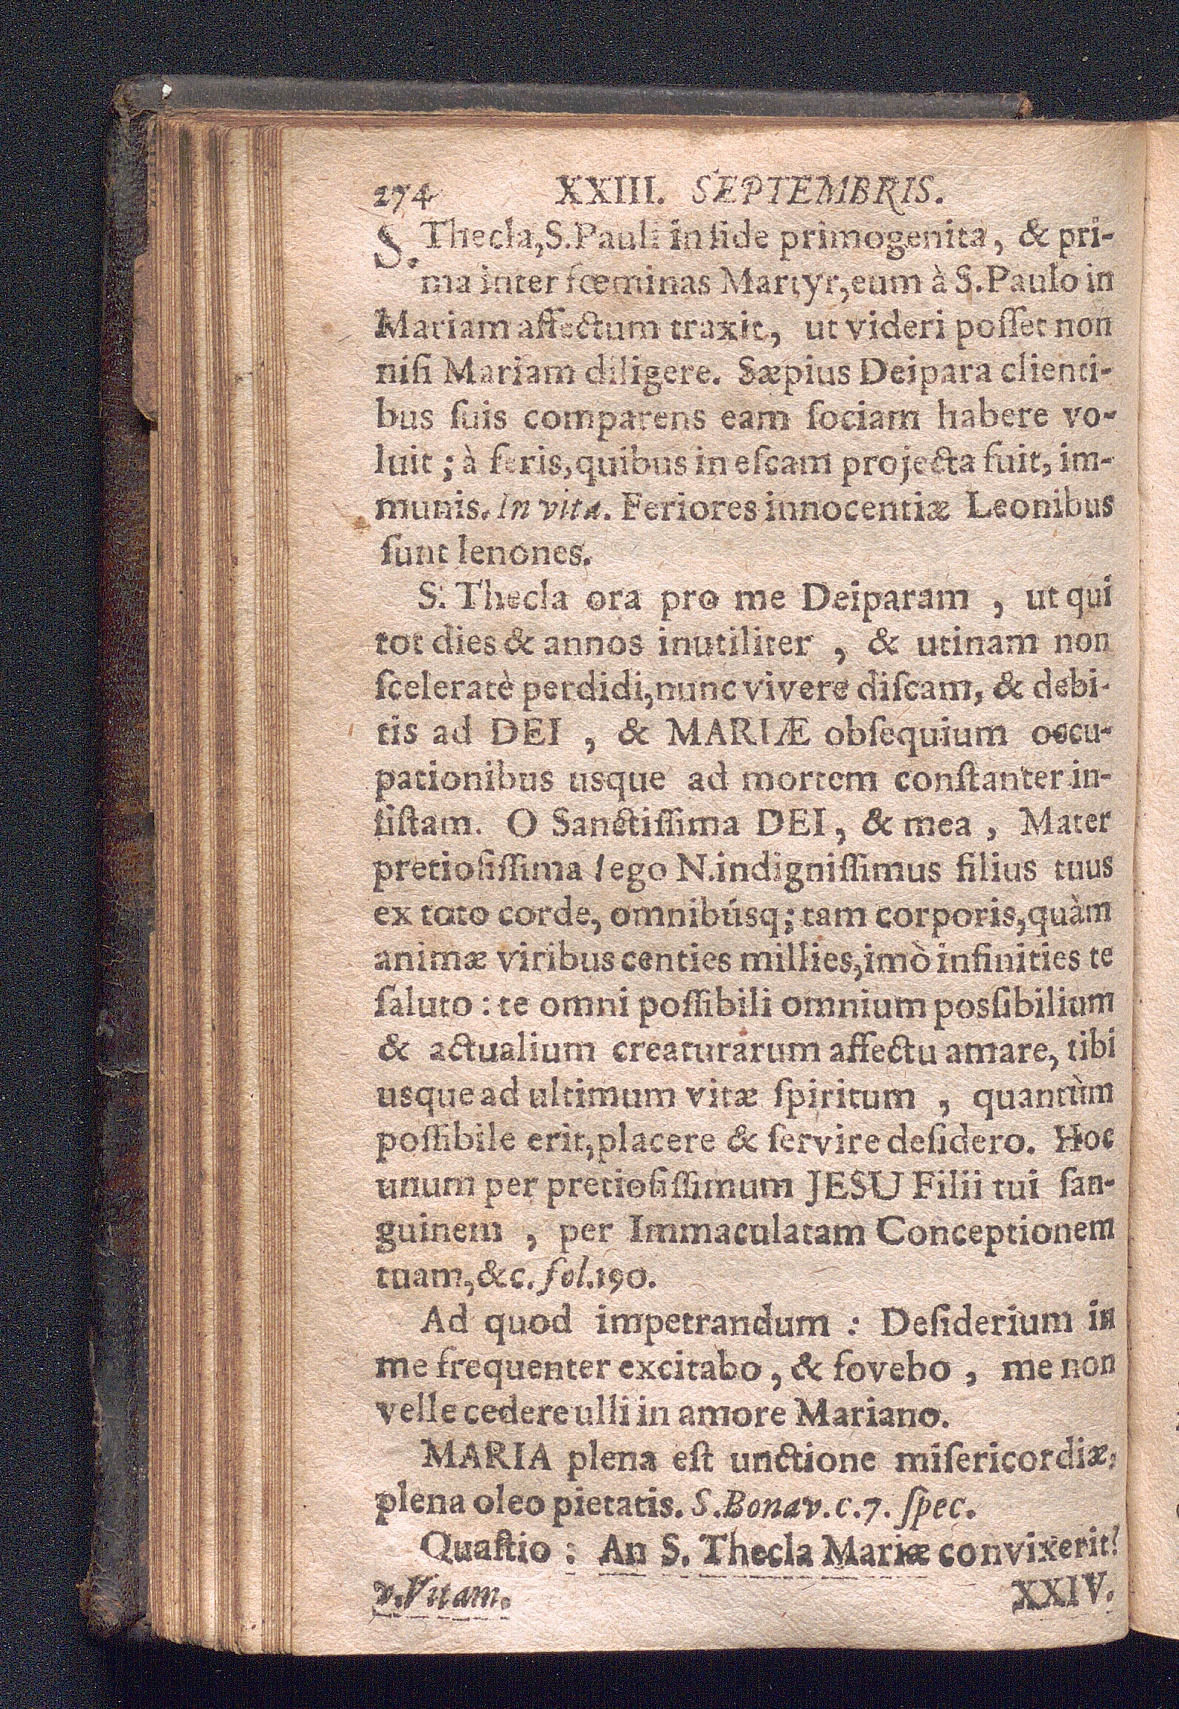 274 XXIII. SEPTEMBRIS.
S. Thecla, S. Pauli in fide primogenita, & pri-
ma inter fœminas Martyr, eum à S. Paulo in
Mariam affectum traxit, ut videri poſſet non
niſi Mariam diligere. Sæpius Deipara clienti-
bus ſuis comparens eam ſociam habere vo-
luit; à feris, quibus in eſcam projecta fuit, im-
munis. In vita. Feriores innocentiæ Leonibus
ſunt lenones.
S. Thecla ora pro me Deiparam , ut qui
tot dies & annos inutiliter , & utinam non
ſceleratè perdidi, nunc vivere diſcam, & debi-
tis ad DEI , & MARIÆ obſequium occu-
pationibus usque ad mortem conſtanter in-
ſiſtam. O Sanctiſſima DEI, & mea , Mater
pretioſiſſima ! ego N. indigniſſimus filius tuus
ex toto corde, omnibúsq; tam corporis, quàm
animæ viribus centies millies, imò infinities te
ſaluto : te omni poſſibili omnium possibilium
& actualium creaturarum affectu amare, tibi
usque ad ultimum vitæ ſpiritum , quantùm
poſſibile erit, placere & ſervire deſidero. Hoc
unum per pretioſiſſimum JESU Filii tui ſan-
guinem , per Immaculatam Conceptionem
tuam, &c. fol. 190.
Ad quod impetrandum : Deſiderium in
me frequenter excitabo , & fovebo , me non
velle cedere ulli in amore Mariano.
MARIA plena eſt unctione miſericordiæ,
plena oleo pietatis. S. Bonav. c. 7. ſpec.
Quæſtio : An S. Thecla Mariæ convixerit?
v. Vitam. XXIV.